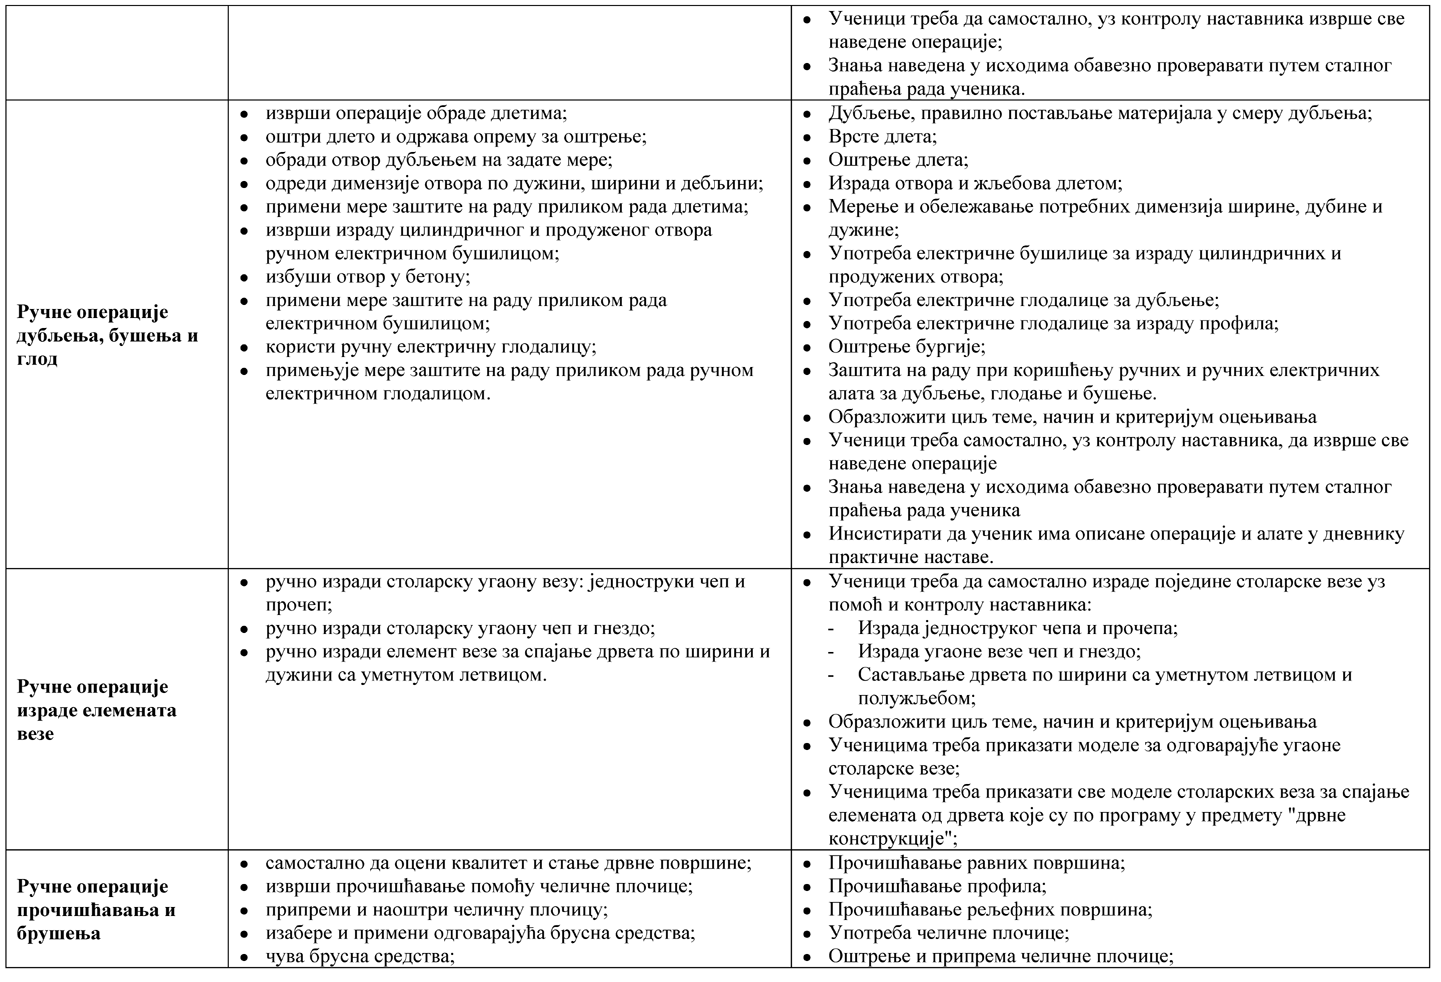 Ученици треба да самостално, уз контролу наставника изврше све
наведене операције;
Знања наведена у исходима обавезно проверавати путем сталног
праћења рада ученика.
Ручне операције
дубљења, бушења и
глод
изврши операције обраде длетима;
оштри длето и одржава опрему за оштрење;
обради отвор дубљењем на задате мере;
одреди димензије отвора по дужини, ширини и дебљини;
примени мере заштите на раду приликом рада длетима;
изврши израду цилиндричног и продуженог отвора
ручном електричном бушилицом;
избуши отвор у бетону;
примени мере заштите на раду приликом рада
електричном бушилицом;
користи ручну електричну глодалицу;
примењује мере заштите на раду приликом рада ручном
електричном глодалицом.
Дубљење, правилно постављање материјала у смеру дубљења;
Врсте длета;
Оштрење длета;
Израда отвора и жљебова длетом;
Мерење и обележавање потребних димензија ширине, дубине и
дужине;
Употреба електричне бушилице за израду цилиндричних и
продужених отвора;
Употреба електричне глодалице за дубљење;
Употреба електричне глодалице за израду профила;
Оштрење бургије;
Заштита на раду при коришћењу ручних и ручних електричних
алата за дубљење, глодање и бушење.
Образложити циљ теме, начин и критеријум оцењивања
Ученици треба самостално, уз контролу наставника, да изврше све
наведене операције
Знања наведена у исходима обавезно проверавати путем сталног
праћења рада ученика
Инсистирати да ученик има описане операције и алате у дневнику
практичне наставе.
Ручне операције
израде елемената
везе
ручно изради столарску угаону везу: једноструки чеп и
прочеп;
ручно изради столарску угаону чеп и гнездо;
ручно изради елемент везе за спајање дрвета по ширини и
дужини са уметнутом летвицом.
Ученици треба да самостално израде поједине столарске везе уз
помоћ и контролу наставника:
- Израда једноструког чепа и прочепа;
- Израда угаоне везе чеп и гнездо;
- Састављање дрвета по ширини са уметнутом летвицом и
полужљебом;
Образложити циљ теме, начин и критеријум оцењивања
Ученицима треба приказати моделе за одговарајуће угаоне
столарске везе;
Ученицима треба приказати све моделе столарских веза за спајање
елемената од дрвета које су по програму у предмету "дрвне
конструкције";
Ручне операције
прочишћавања и
брушења
самостално да оцени квалитет и стање дрвне површине;
изврши прочишћавање помоћу челичне плочице;
припреми и наоштри челичну плочицу;
изабере и примени одговарајућа брусна средства;
чува брусна средства;
Прочишћавање равних површина;
Прочишћавање профила;
Прочишћавање рељефних површина;
Употреба челичне плочице;
Оштрење и припрема челичне плочице;